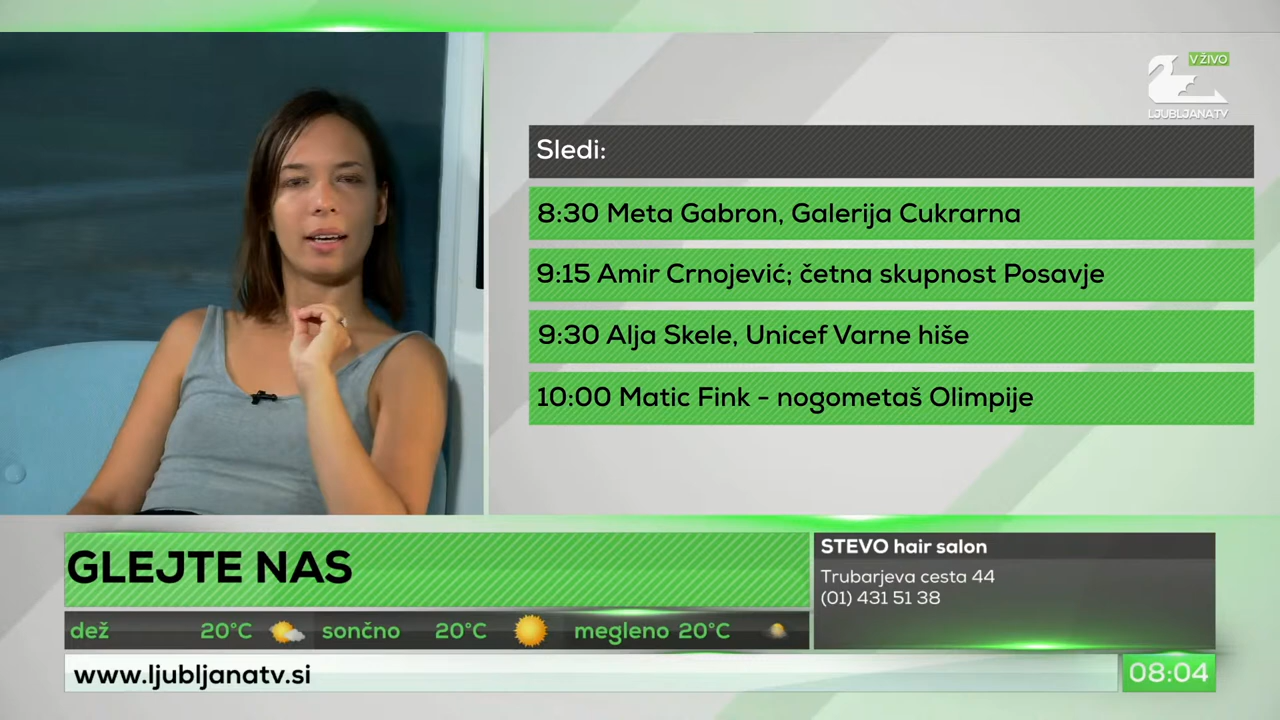 V ŽIVO
LJUBLJANATV
Sledi:
8:30 Meta Gabron, Galerija Cukrarna
9:15 Amir Crnojević; četna skupnost Posavje
9:30 Alja Skele, Unicef Varne hiše
10:00 Matic Fink - nogometaš Olimpije
GLEJTE NAS
STEVO hair salon
Trubarjeva cesta 44
(01) 431 51 38
dež 20°C sončno 20°C megleno 20°C
www.ljubljanatv.si 08:04